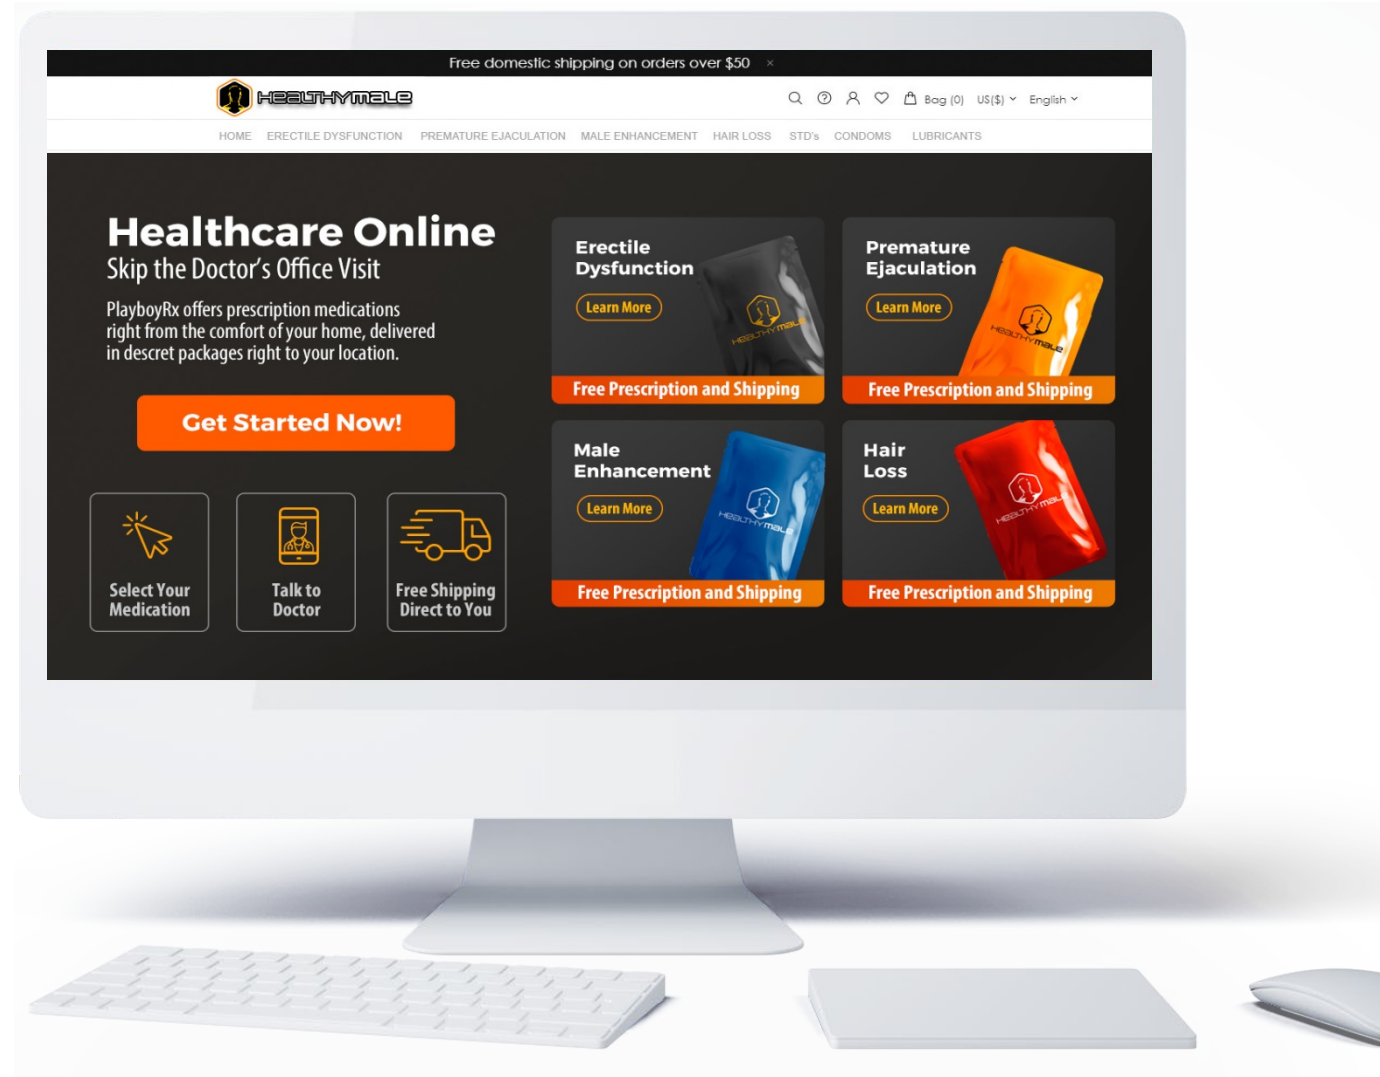 Free domestic shipping on orders over $50 ×
HEALTHYMALE
Bag (0) US($) English
HOME ERECTILE DYSFUNCTION PREMATURE EJACULATION MALE ENHANCEMENT HAIR LOSS STD's CONDOMS LUBRICANTS
Healthcare Online
Skip the Doctor's Office Visit
PlayboyRx offers prescription medications
right from the comfort of your home, delivered
in descret packages right to your location.
Get Started Now!
Select Your
Medication
Talk to
Doctor
Free Shipping
Direct to You
Erectile
Dysfunction
Learn More
HEALTHYMALE
Free Prescription and Shipping
Premature
Ejaculation
Learn More
HEALTHYMALE
Free Prescription and Shipping
Male
Enhancement
Learn More
HEALTHYMALE
Free Prescription and Shipping
Hair
Loss
Learn More
HEALTHYMALE
Free Prescription and Shipping